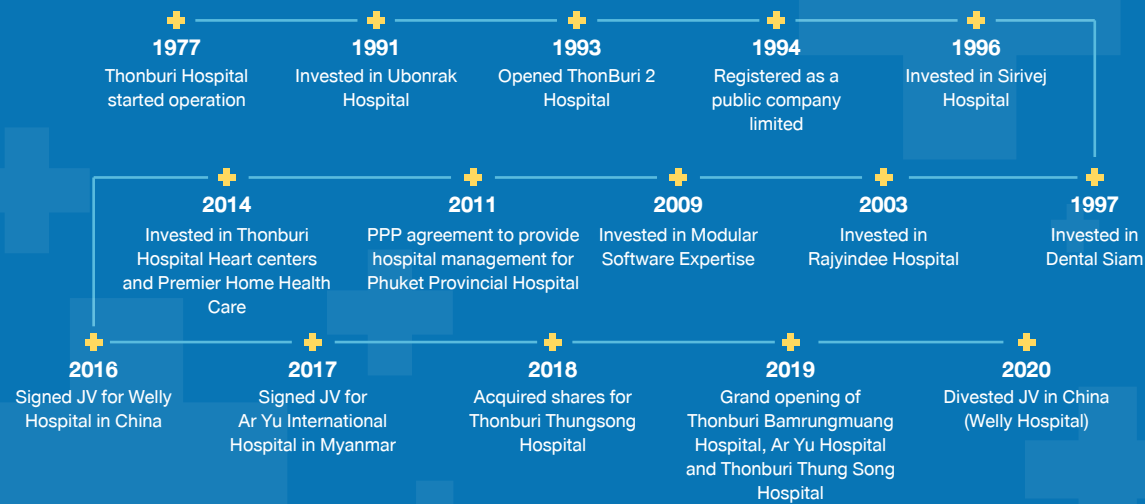 1977
Thonburi Hospital
started operation
1991
Invested in Ubonrak
Hospital
1993
Opened ThonBuri 2
Hospital
1994
Registered as a
public company
limited
1996
Invested in Sirivej
Hospital
2014
Invested in Thonburi
Hospital Heart centers
and Premier Home Health
Care
2011
PPP agreement to provide
hospital management for
Phuket Provincial Hospital
2009
Invested in Modular
Software Expertise
2003
Invested in
Rajyindee Hospital
1997
Invested in
Dental Siam
2016
Signed JV for Welly
Hospital in China
2017
Signed JV for
Ar Yu International
Hospital in Myanmar
2018
Acquired shares for
Thonburi Thungsong
Hospital
2019
Grand opening of
Thonburi Bamrungmuang
Hospital, Ar Yu Hospital
and Thonburi Thung Song
Hospital
2020
Divested JV in China
(Welly Hospital)